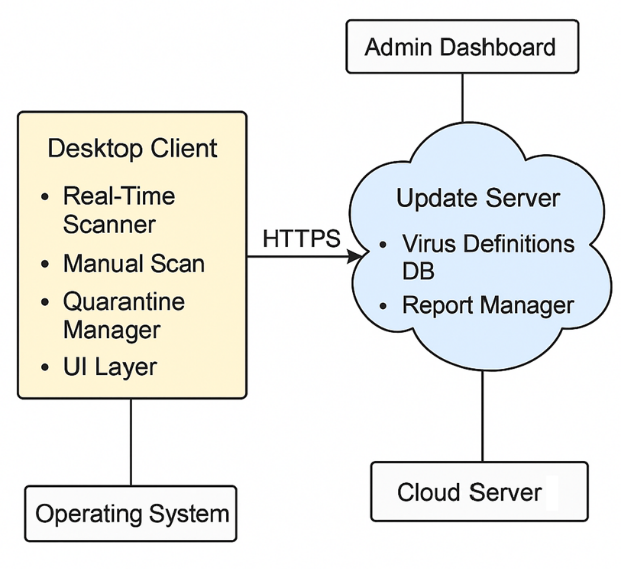 Admin Dashboard
Desktop Client
• Real-Time
Scanner
• Manual Scan
• Quarantine
Manager
• UI Layer
HTTPS
Update Server
• Virus Definitions
DB
• Report Manager
Operating System
Cloud Server